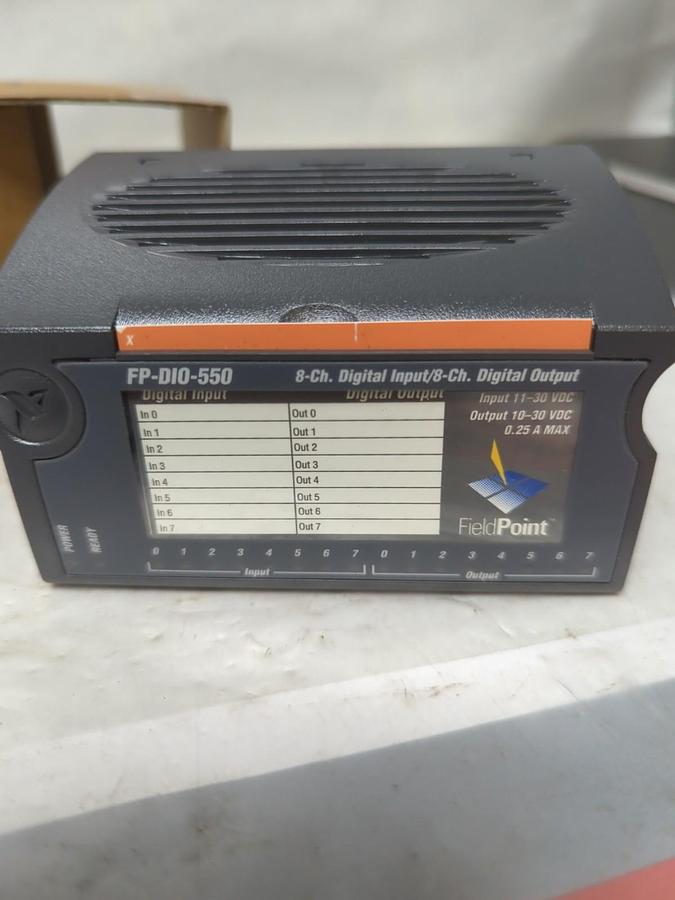 X
FP-DIO-550 8-Ch. Digital Input/8-Ch. Digital Output
Digital Input Digital Output
Input 11–30 VDC
Output 10–30 VDC
0.25 A MAX
In 0 Out 0
In 1 Out 1
In 2 Out 2
In 3 Out 3
In 4 Out 4
In 5 Out 5
In 6 Out 6
In 7 Out 7
FieldPoint™
POWER
READY
0 1 2 3 4 5 6 7 0 1 2 3 4 5 6 7
Input Output